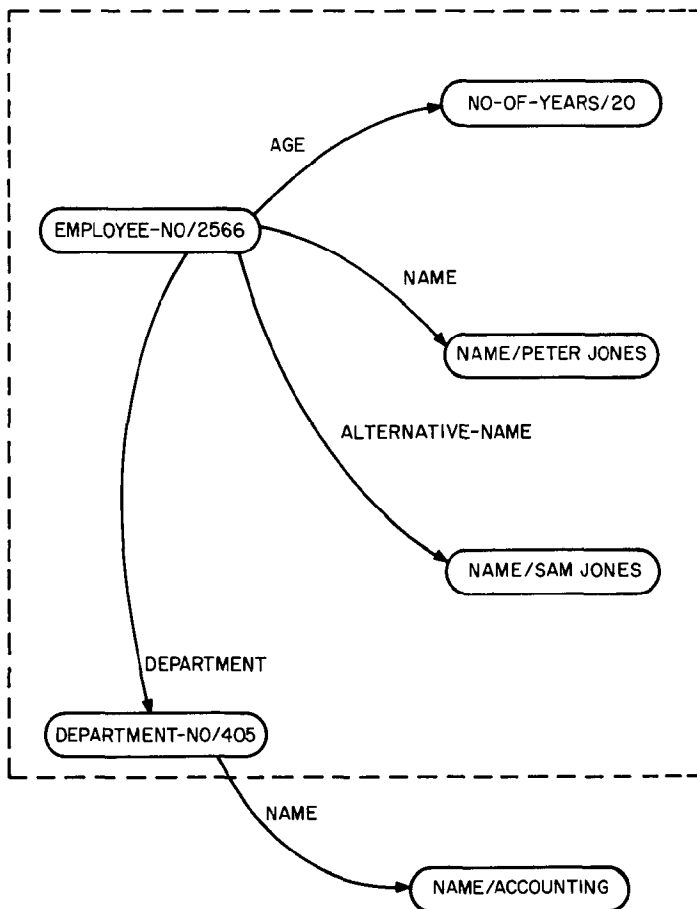 NO-OF-YEARS/20
AGE
EMPLOYEE-NO/2566
NAME
NAME/PETER JONES
ALTERNATIVE-NAME
NAME/SAM JONES
DEPARTMENT
DEPARTMENT-NO/405
NAME
NAME/ACCOUNTING